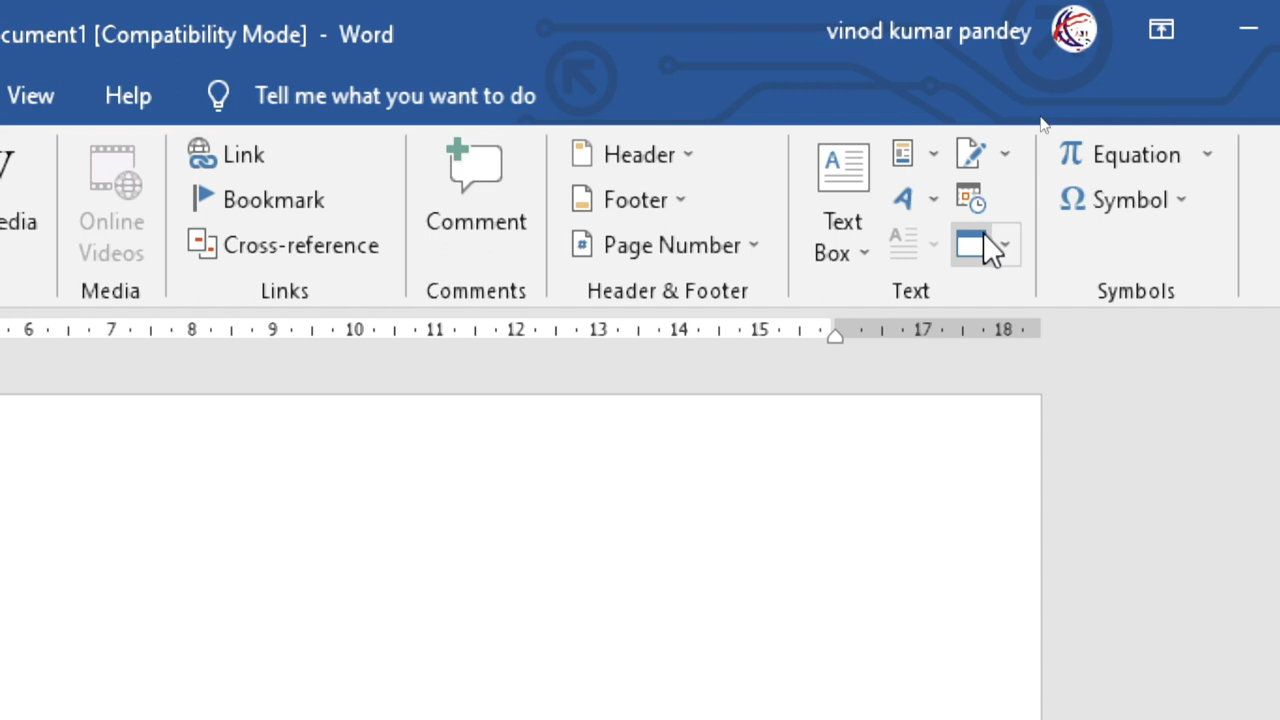 cument1 [Compatibility Mode] - Word
vinod kumar pandey
View
Help
Tell me what you want to do
edia
Online
Videos
Media
Link
Bookmark
Cross-reference
Links
Comment
Comments
Header
Footer
Page Number
Header & Footer
Text
Box
Text
π Equation
Ω Symbol
Symbols
6 7 8 9 10 11 12 13 14 15 17 18